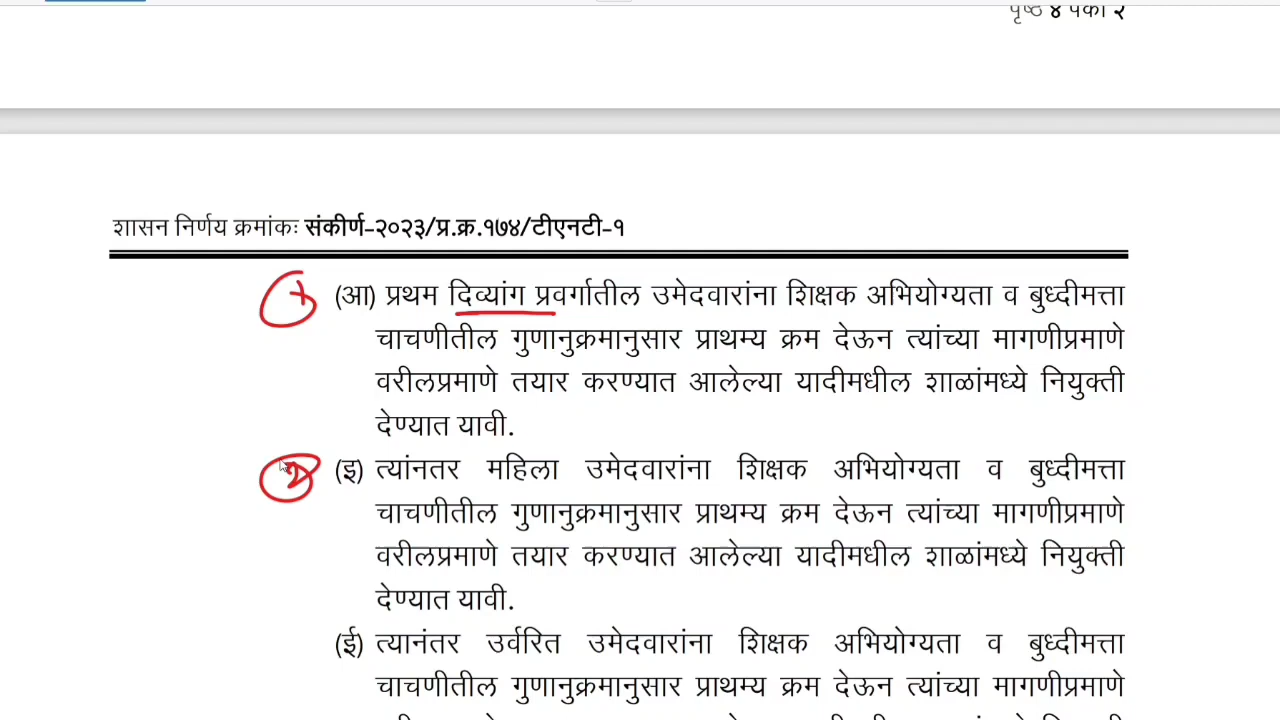 पृष्ठ ४ पैकी २
शासन निर्णय क्रमांकः संकीर्ण-२०२३/प्र.क्र.१७४/टीएनटी-१
(आ) प्रथम दिव्यांग प्रवर्गातील उमेदवारांना शिक्षक अभियोग्यता व बुध्दीमत्ता
चाचणीतील गुणानुक्रमानुसार प्राथम्य क्रम देऊन त्यांच्या मागणीप्रमाणे
वरीलप्रमाणे तयार करण्यात आलेल्या यादीमधील शाळांमध्ये नियुक्ती
देण्यात यावी.
(इ) त्यांनतर महिला उमेदवारांना शिक्षक अभियोग्यता व बुध्दीमत्ता
चाचणीतील गुणानुक्रमानुसार प्राथम्य क्रम देऊन त्यांच्या मागणीप्रमाणे
वरीलप्रमाणे तयार करण्यात आलेल्या यादीमधील शाळांमध्ये नियुक्ती
देण्यात यावी.
(ई) त्यानंतर उर्वरित उमेदवारांना शिक्षक अभियोग्यता व बुध्दीमत्ता
चाचणीतील गुणानुक्रमानुसार प्राथम्य क्रम देऊन त्यांच्या मागणीप्रमाणे